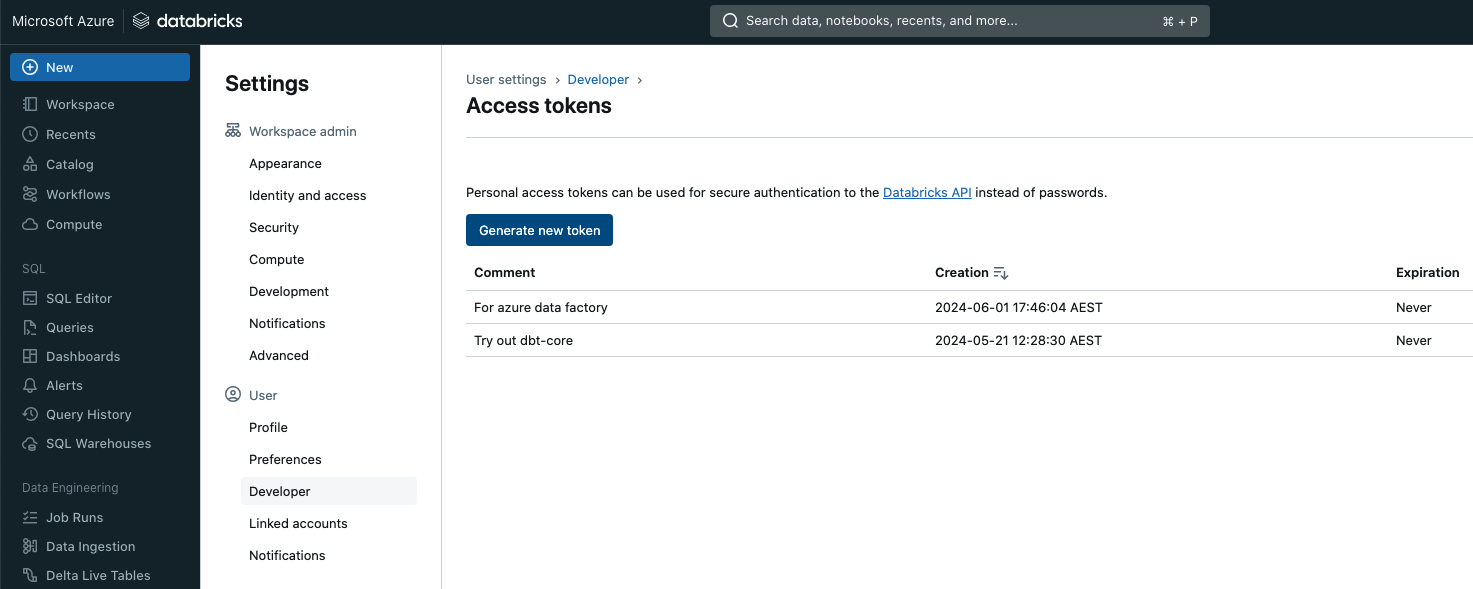 Microsoft Azure databricks
Search data, notebooks, recents, and more... ⌘ + P
New
Workspace
Recents
Catalog
Workflows
Compute
SQL
SQL Editor
Queries
Dashboards
Alerts
Query History
SQL Warehouses
Data Engineering
Job Runs
Data Ingestion
Delta Live Tables
Settings
Workspace admin
Appearance
Identity and access
Security
Compute
Development
Notifications
Advanced
User
Profile
Preferences
Developer
Linked accounts
Notifications
User settings › Developer ›
Access tokens
Personal access tokens can be used for secure authentication to the Databricks API instead of passwords.
Generate new token
Comment Creation Expiration
For azure data factory 2024-06-01 17:46:04 AEST Never
Try out dbt-core 2024-05-21 12:28:30 AEST Never